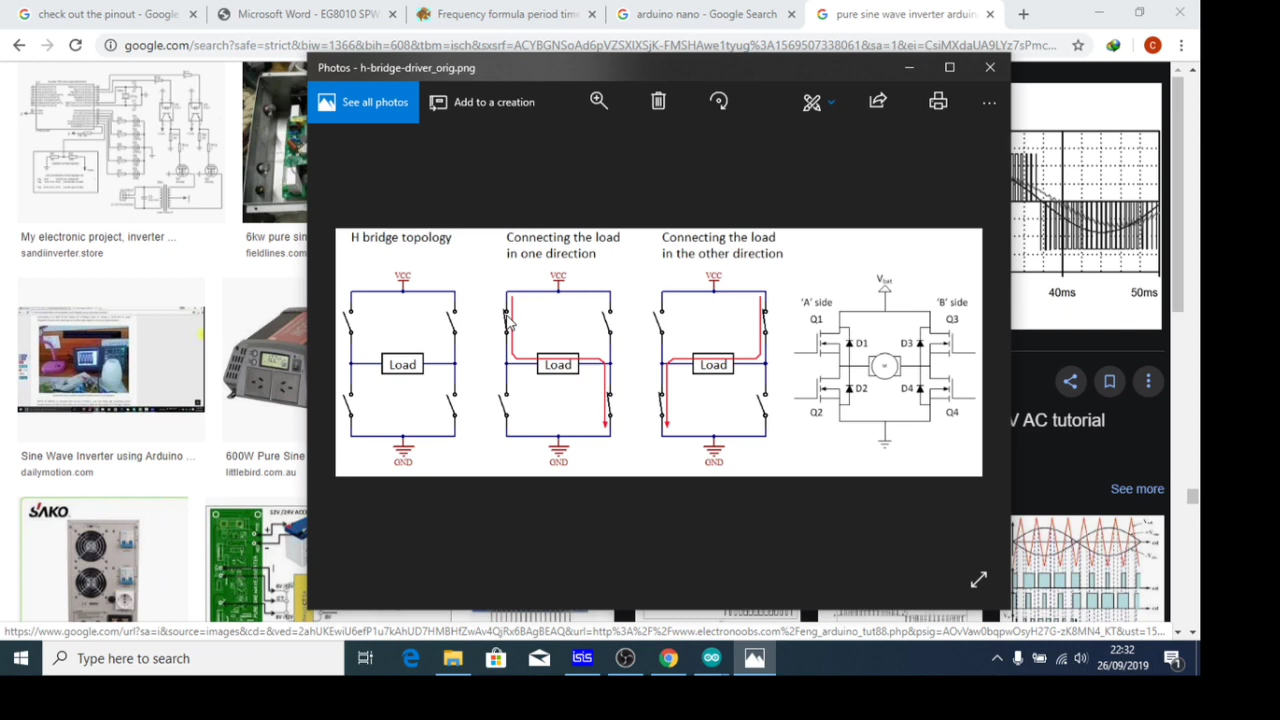 check out the pinout - Google
Microsoft Word - EG8010 SPW
Frequency formula period time
arduino nano - Google Search
pure sine wave inverter arduin
google.com/search?safe=strict&biw=1366&bih=608&tbm=isch&sxsrf=ACYBGNSoAd6pVZSXIXSjK-FMSHAwe1tyug%3A1569507338061&sa=1&ei=CsiMXdaUA9LYz7sPmc...
Photos - h-bridge-driver_orig.png
See all photos
Add to a creation
H bridge topology
Connecting the load
in one direction
Connecting the load
in the other direction
VCC
VCC
VCC
Vbat
'A' side
'B' side
Q1
Q3
D1
D3
Load
Load
Load
D2
D4
Q2
Q4
GND
GND
GND
My electronic project, inverter ...
sandiinverter.store
6kw pure sin
fieldlines.com
40ms
50ms
V AC tutorial
Sine Wave Inverter using Arduino ...
dailymotion.com
600W Pure Sine
littlebird.com.au
See more
SAKO
12V /24V ACC
https://www.google.com/url?sa=i&source=images&cd=&ved=2ahUKEwiU6efP1u7kAhUD7HMBHfZwAv4QjRx6BAgBEAQ&url=http%3A%2F%2Fwww.electronoobs.com%2Feng_arduino_tut88.php&psig=AOvVaw0bqpwOsyH27G-zK8MN4_KT&ust=15...
Type here to search
isis
22:32
26/09/2019
1